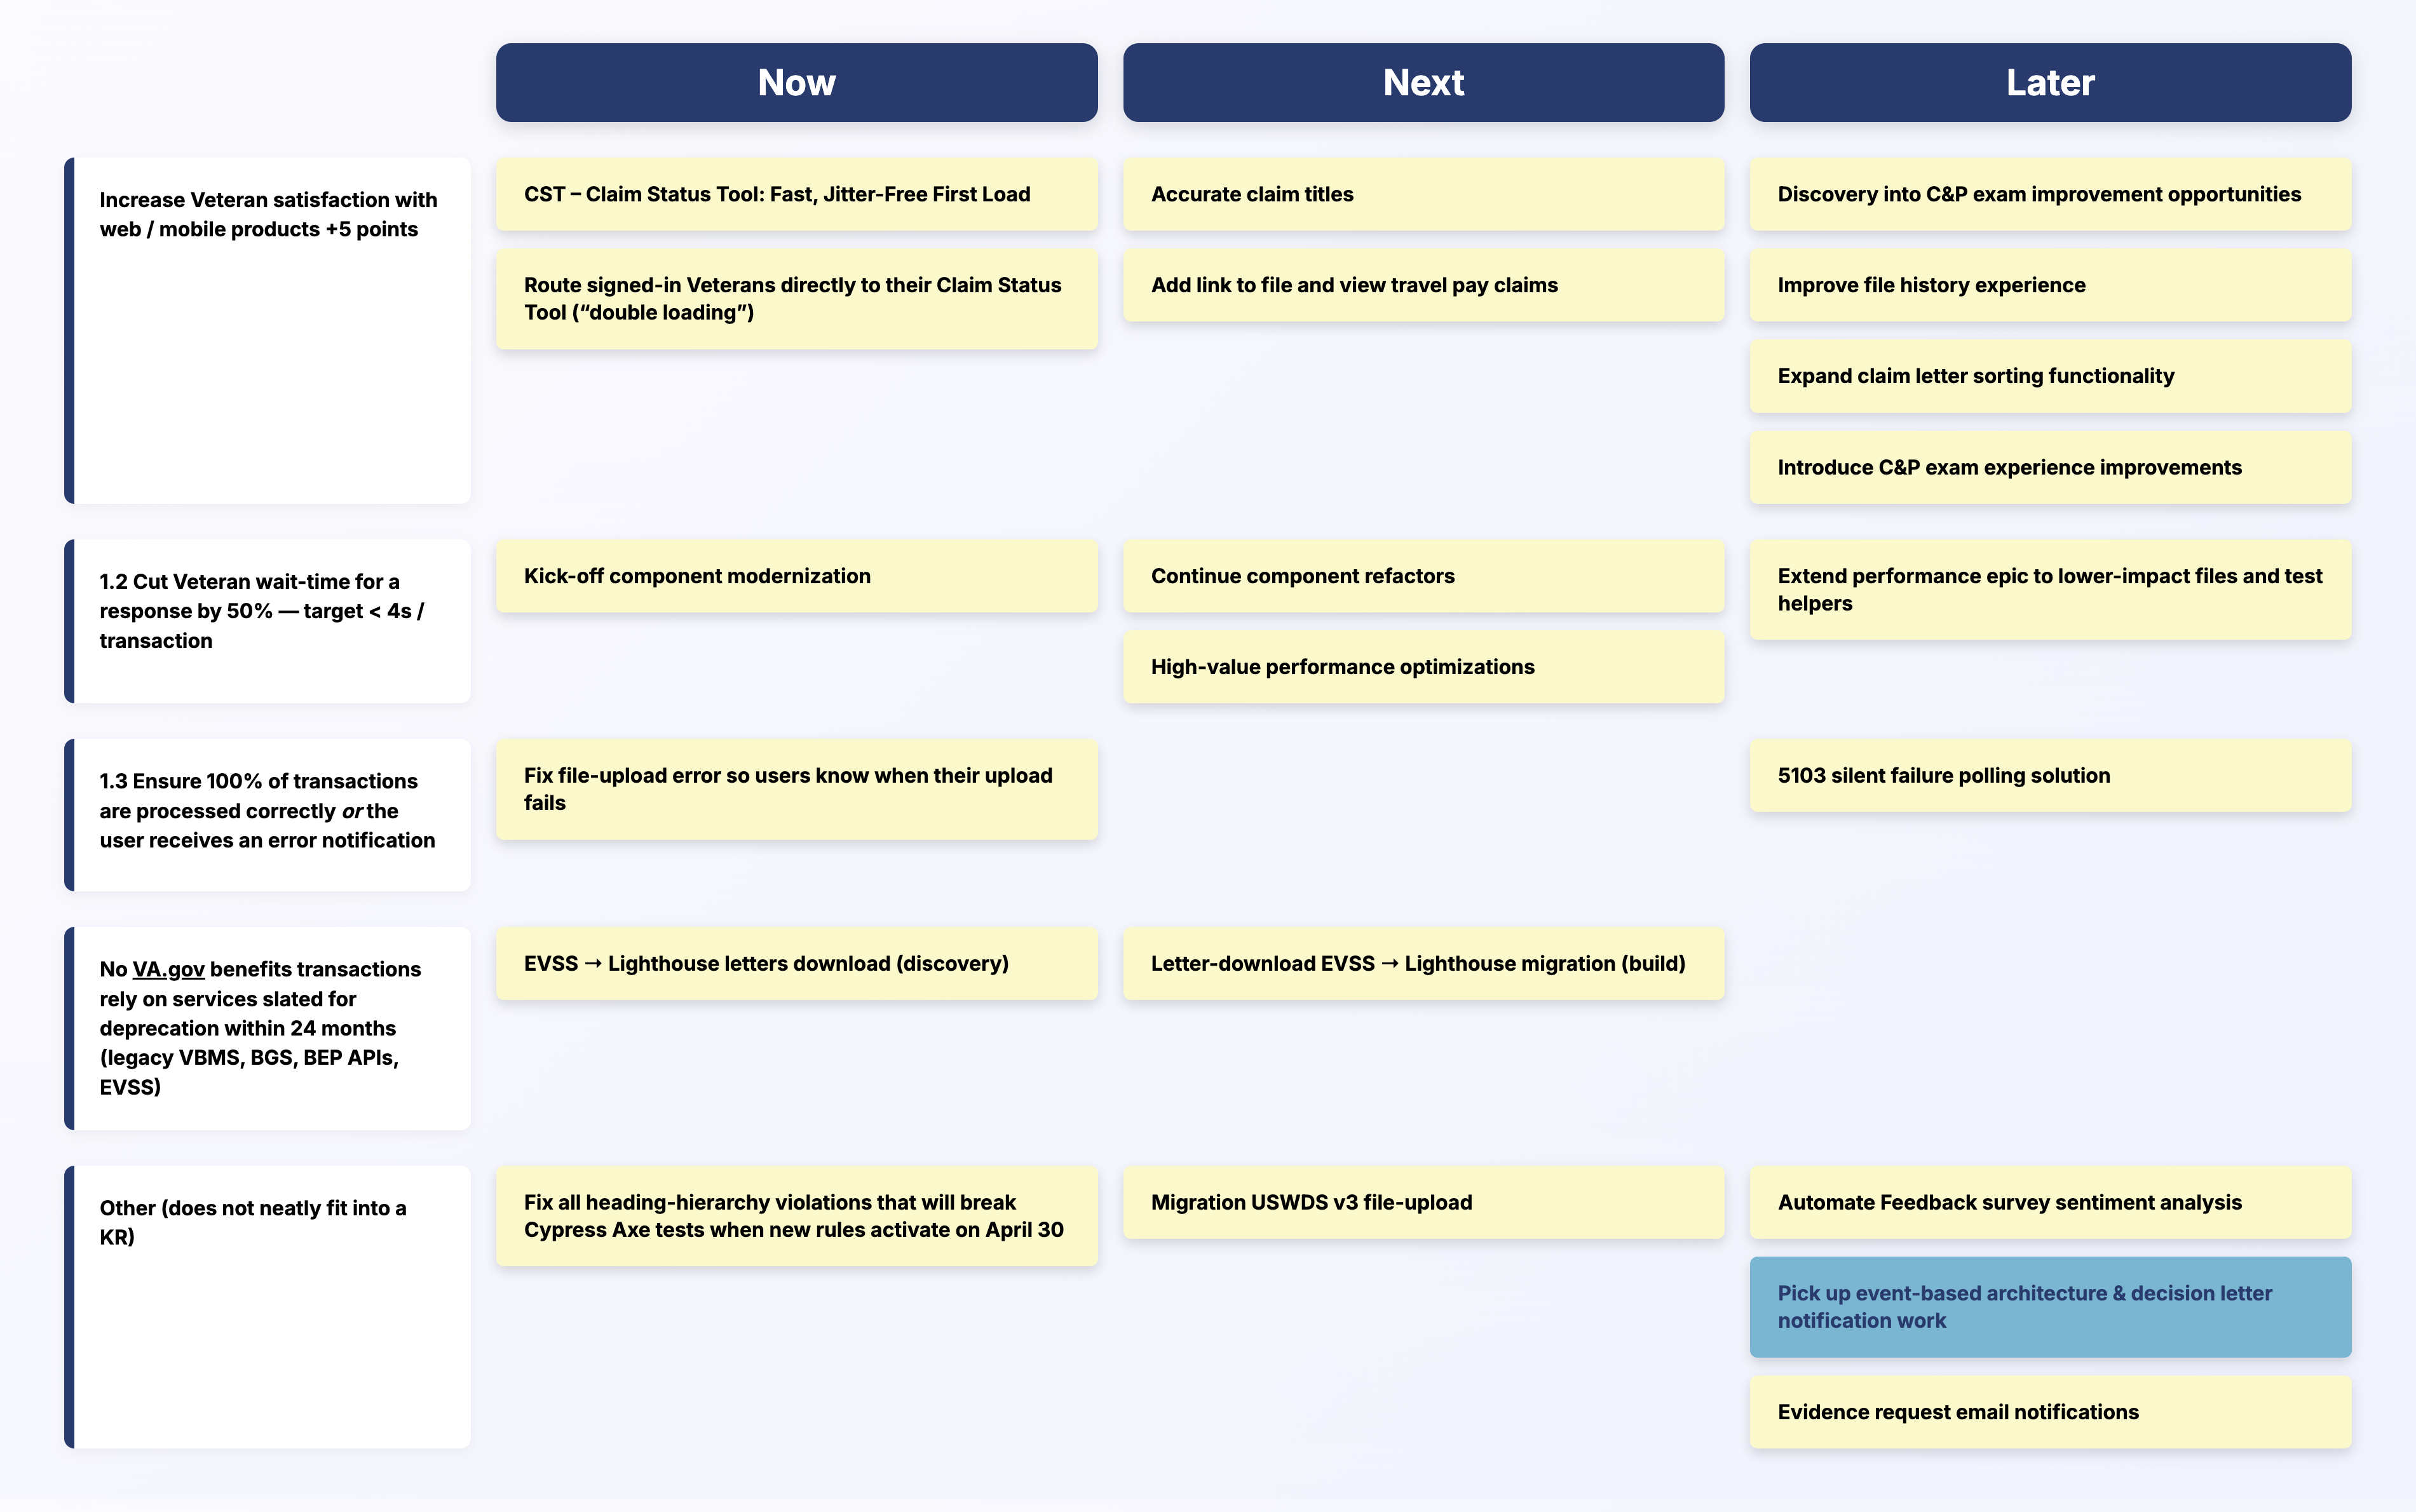 Now
Next
Later
Increase Veteran satisfaction with
web / mobile products +5 points
CST – Claim Status Tool: Fast, Jitter-Free First Load
Route signed-in Veterans directly to their Claim Status
Tool (“double loading”)
Accurate claim titles
Add link to file and view travel pay claims
Discovery into C&P exam improvement opportunities
Improve file history experience
Expand claim letter sorting functionality
Introduce C&P exam experience improvements
1.2 Cut Veteran wait-time for a
response by 50% — target < 4s /
transaction
Kick-off component modernization
Continue component refactors
High-value performance optimizations
Extend performance epic to lower-impact files and test
helpers
1.3 Ensure 100% of transactions
are processed correctly or the
user receives an error notification
Fix file-upload error so users know when their upload
fails
5103 silent failure polling solution
No VA.gov benefits transactions
rely on services slated for
deprecation within 24 months
(legacy VBMS, BGS, BEP APIs,
EVSS)
EVSS → Lighthouse letters download (discovery)
Letter-download EVSS → Lighthouse migration (build)
Other (does not neatly fit into a
KR)
Fix all heading-hierarchy violations that will break
Cypress Axe tests when new rules activate on April 30
Migration USWDS v3 file-upload
Automate Feedback survey sentiment analysis
Pick up event-based architecture & decision letter
notification work
Evidence request email notifications